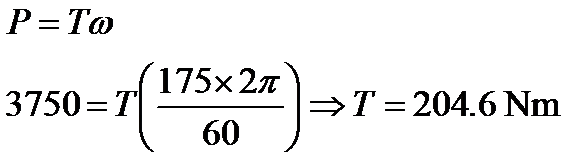 P = Tω
3750 = T(175×2π/60) ⇒ T = 204.6 Nm